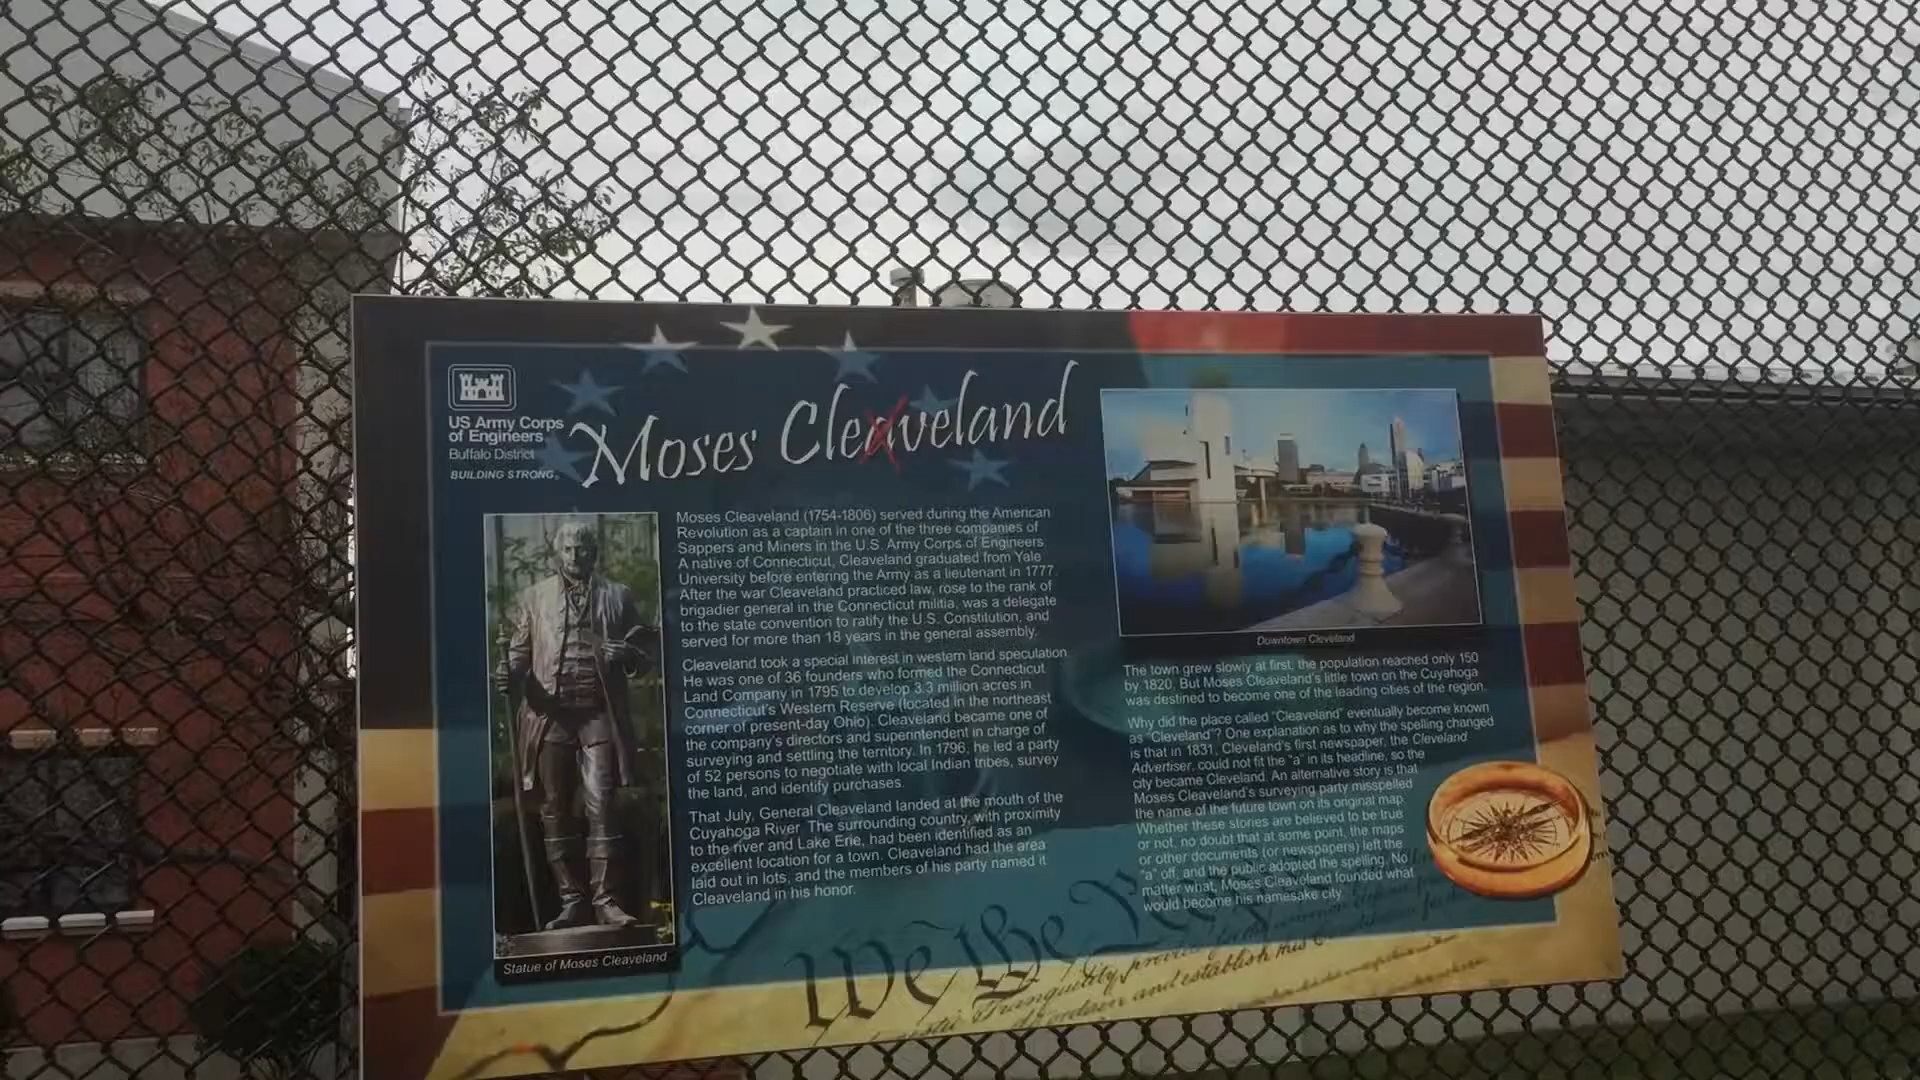 US Army Corps
of Engineers
Buffalo District
BUILDING STRONG®
Moses Cleaveland
Moses Cleaveland (1754-1806) served during the American
Revolution as a captain in one of the three companies of
Sappers and Miners in the U.S. Army Corps of Engineers.
A native of Connecticut, Cleaveland graduated from Yale
University before entering the Army as a lieutenant in 1777.
After the war Cleaveland practiced law, rose to the rank of
brigadier general in the Connecticut militia, was a delegate
to the state convention to ratify the U.S. Constitution, and
served for more than 18 years in the general assembly.
Cleaveland took a special interest in western land speculation
He was one of 36 founders who formed the Connecticut
Land Company in 1795 to develop 3.3 million acres in
Connecticut's Western Reserve (located in the northeast
corner of present-day Ohio). Cleaveland became one of
the company's directors and superintendent in charge of
surveying and settling the territory. In 1796, he led a party
of 52 persons to negotiate with local Indian tribes, survey
the land, and identify purchases.
That July, General Cleaveland landed at the mouth of the
Cuyahoga River. The surrounding country, with proximity
to the river and Lake Erie, had been identified as an
excellent location for a town. Cleaveland had the area
laid out in lots, and the members of his party named it
Cleaveland in his honor.
Statue of Moses Cleaveland
Downtown Cleveland
The town grew slowly at first, the population reached only 150
by 1820. But Moses Cleaveland's little town on the Cuyahoga
was destined to become one of the leading cities of the region.
Why did the place called "Cleaveland" eventually become known
as "Cleveland"? One explanation as to why the spelling changed
is that in 1831, Cleveland's first newspaper, the Cleveland
Advertiser, could not fit the "a" in its headline, so the
city became Cleveland. An alternative story is that
Moses Cleaveland's surveying party misspelled
the name of the future town on its original map.
Whether these stories are believed to be true
or not, no doubt that at some point, the maps
or other documents (or newspapers) left the
"a" off, and the public adopted the spelling. No
matter what, Moses Cleaveland founded what
would become his namesake city.
We the
Tranquility, provide
and establish this